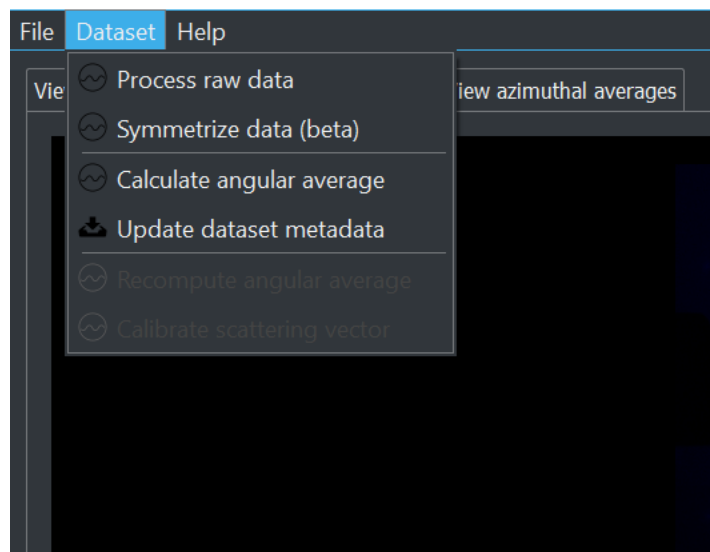 File Dataset Help
Process raw data
Vie
iew azimuthal averages
Symmetrize data (beta)
Calculate angular average
Update dataset metadata
Recompute angular average
Calibrate scattering vector